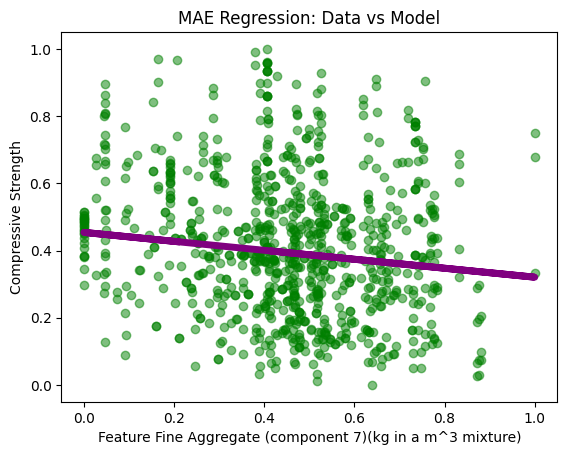 MAE Regression: Data vs Model
1.0
0.8
0.6
0.4
0.2
0.0
Compressive Strength
0.0 0.2 0.4 0.6 0.8 1.0
Feature Fine Aggregate (component 7)(kg in a m^3 mixture)